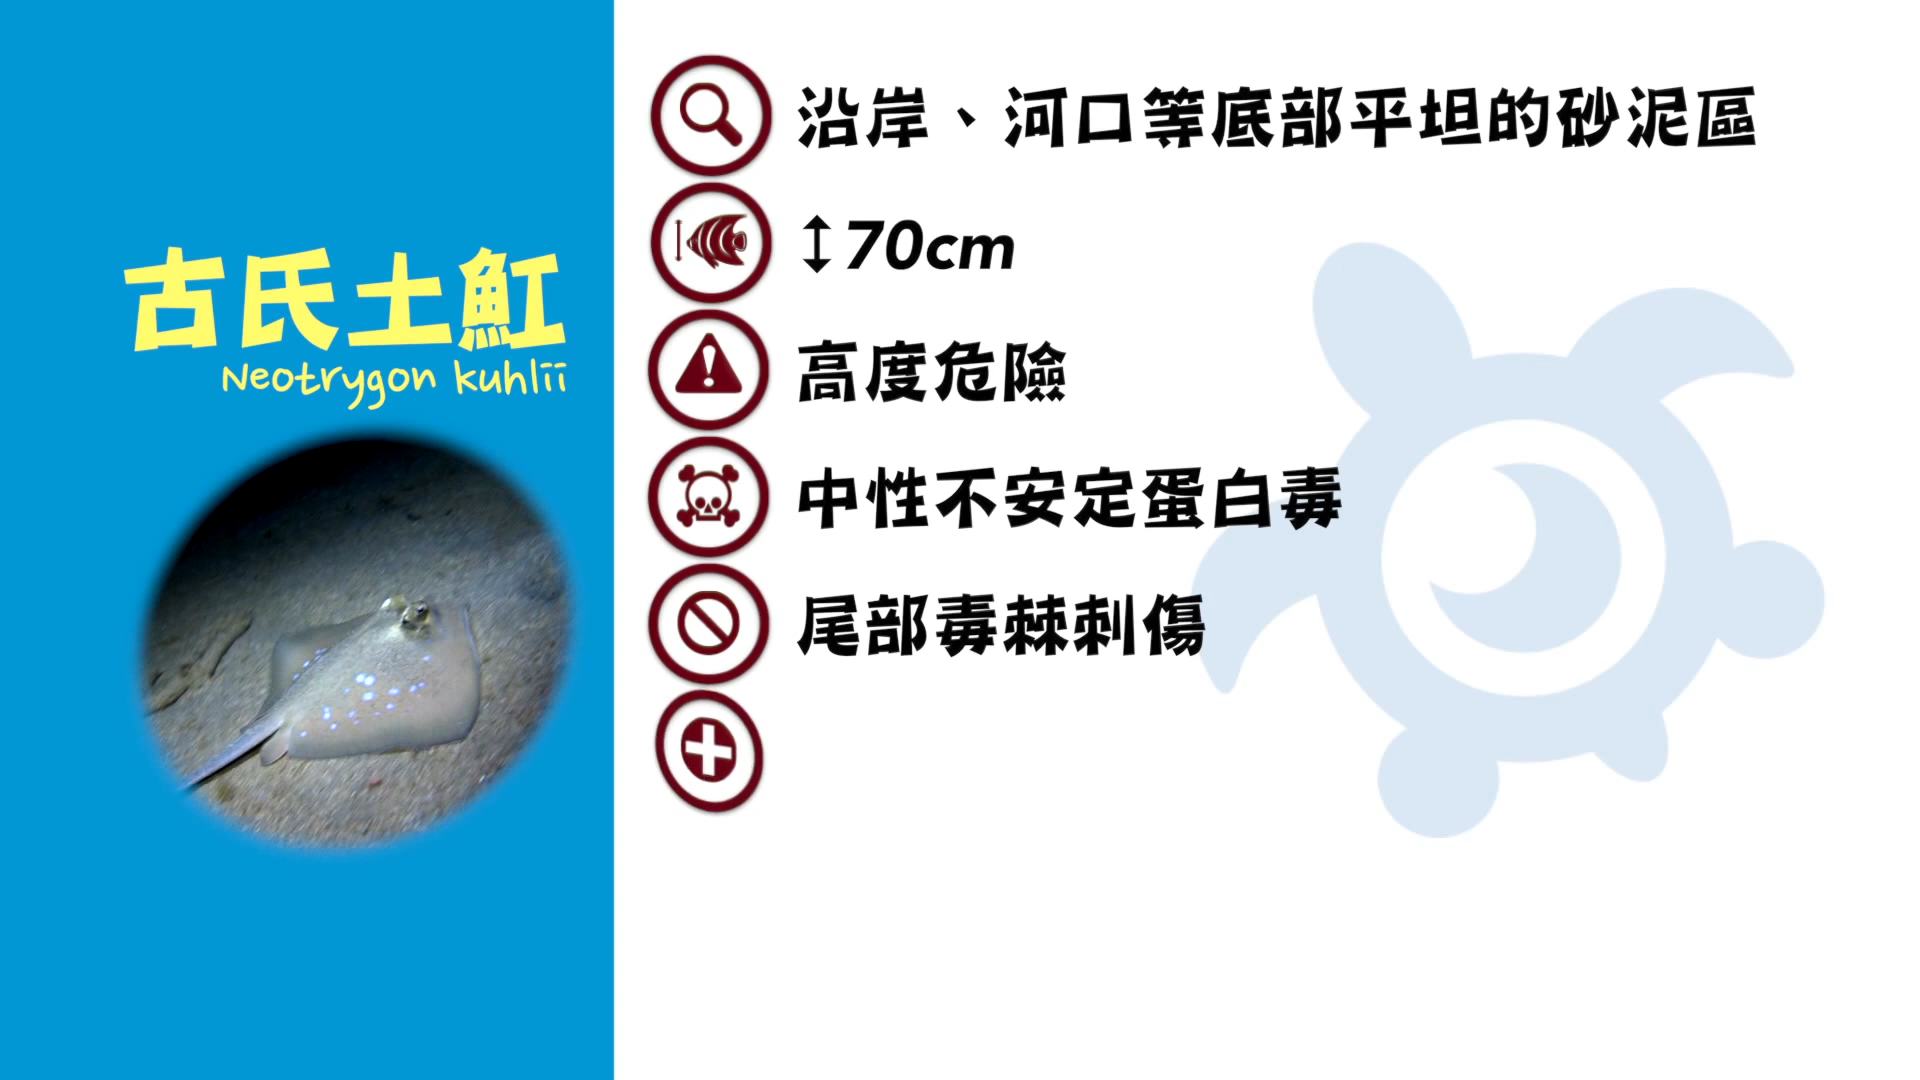 古氏土魟
Neotrygon kuhlii
沿岸、河口等底部平坦的砂泥區
↕70cm
高度危險
中性不安定蛋白毒
尾部毒棘刺傷